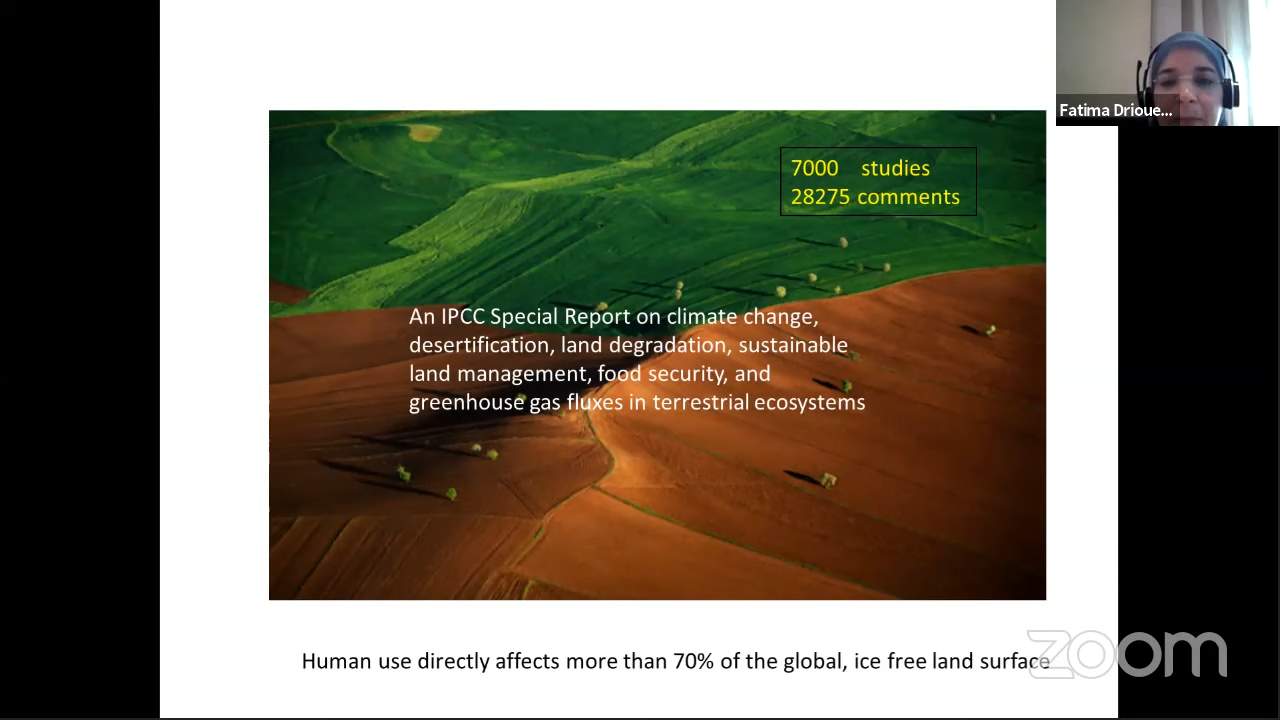 Fatima Drioue...
7000 studies
28275 comments
An IPCC Special Report on climate change,
desertification, land degradation, sustainable
land management, food security, and
greenhouse gas fluxes in terrestrial ecosystems
Human use directly affects more than 70% of the global, ice free land surface
zoom